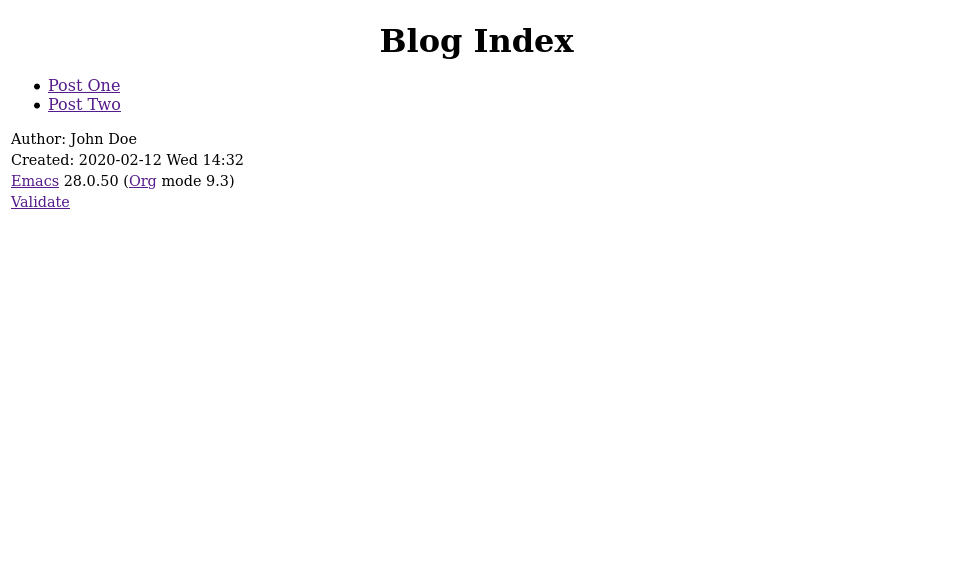 Blog Index
Post One
Post Two
Author: John Doe
Created: 2020-02-12 Wed 14:32
Emacs 28.0.50 (Org mode 9.3)
Validate